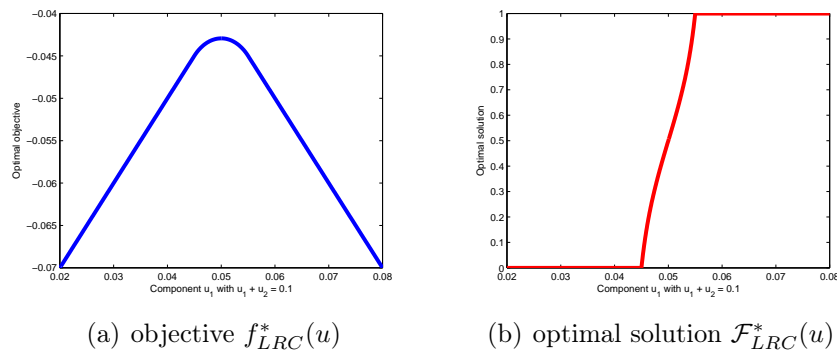 −0.04
−0.045
−0.05
−0.055
−0.06
−0.065
−0.07
Optimal objective
0.02 0.03 0.04 0.05 0.06 0.07 0.08
Component u₁ with u₁ + u₂ = 0.1
(a) objective f*LRC(u)
1
0.9
0.8
0.7
0.6
0.5
0.4
0.3
0.2
0.1
0
Optimal solution
0.02 0.03 0.04 0.05 0.06 0.07 0.08
Component u₁ with u₁ + u₂ = 0.1
(b) optimal solution ℱ*LRC(u)